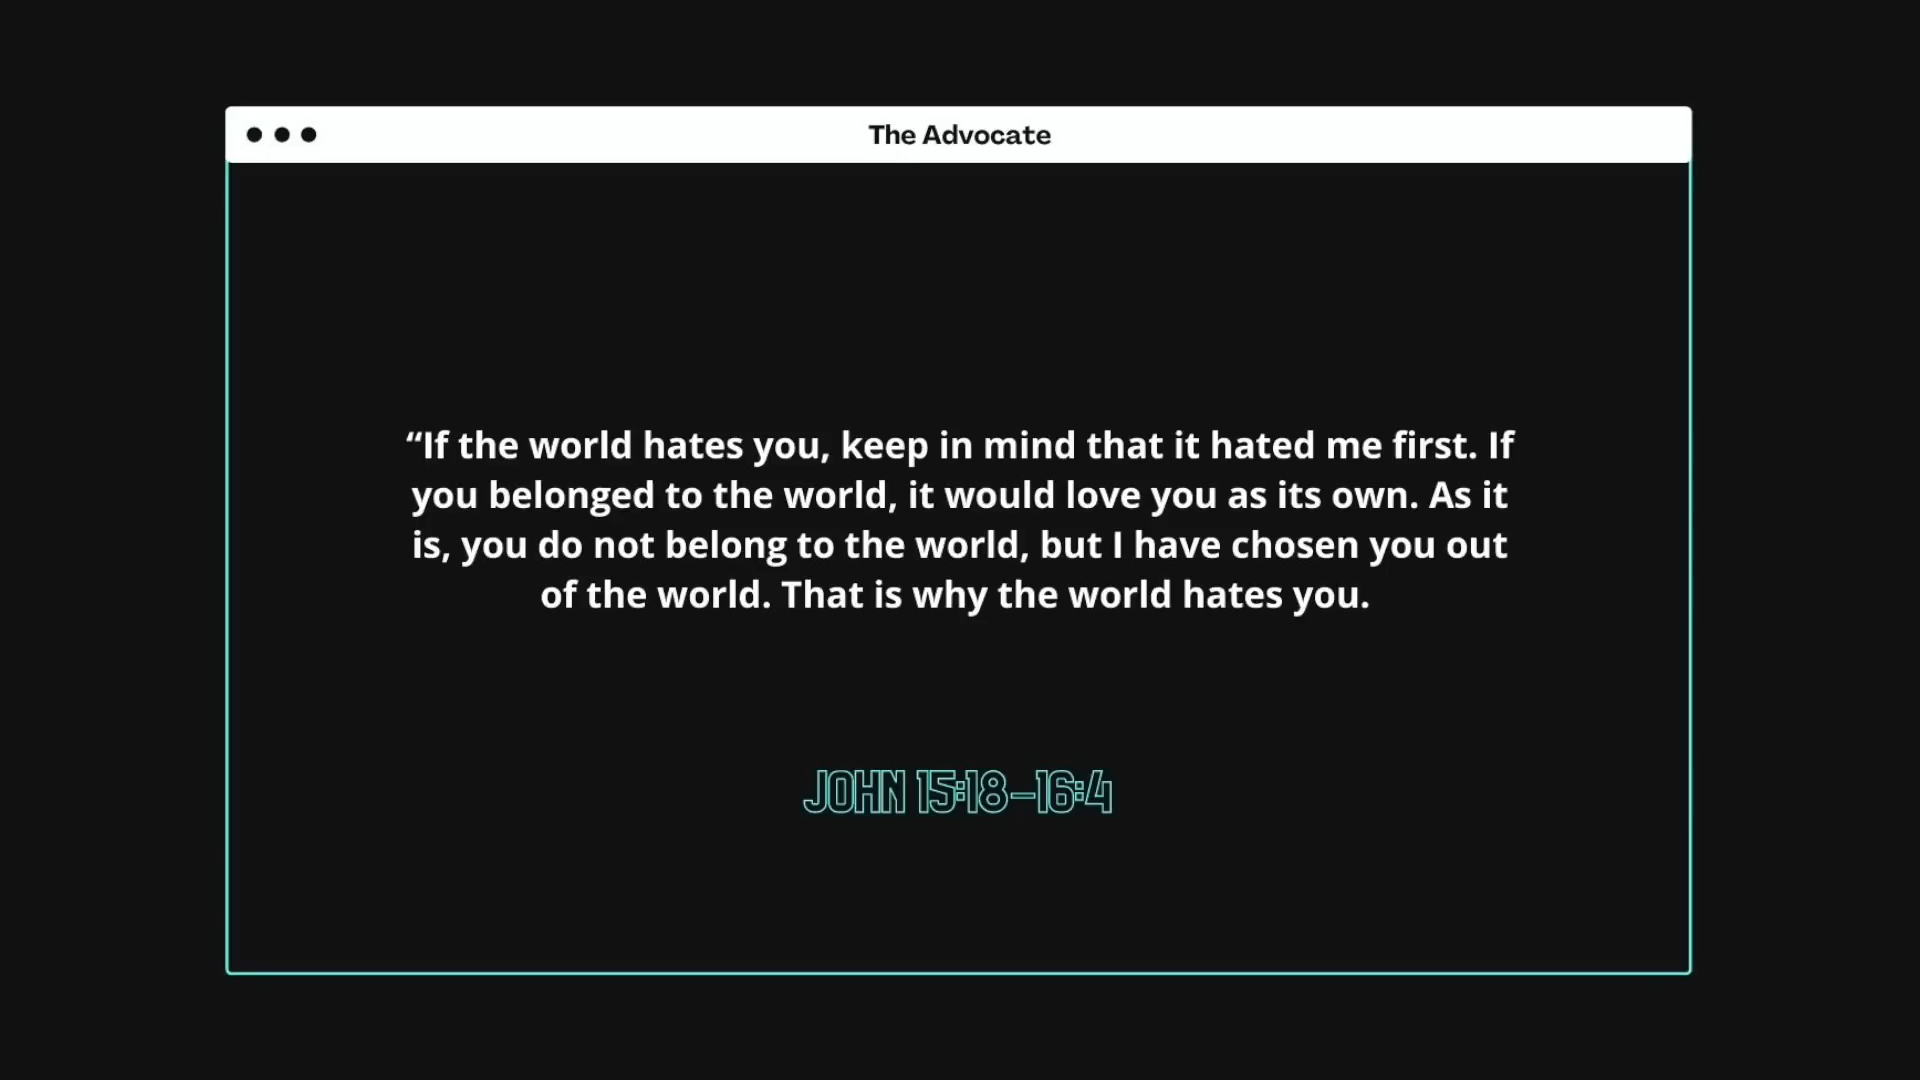 The Advocate
“If the world hates you, keep in mind that it hated me first. If
you belonged to the world, it would love you as its own. As it
is, you do not belong to the world, but I have chosen you out
of the world. That is why the world hates you.
JOHN 15:18–16:4